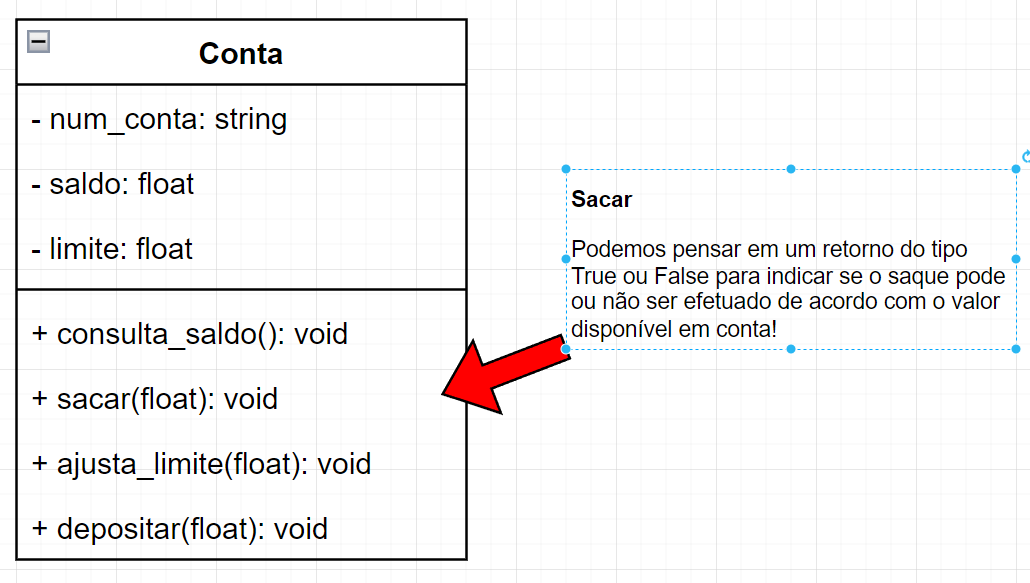 Conta
- num_conta: string
- saldo: float
- limite: float
+ consulta_saldo(): void
+ sacar(float): void
+ ajusta_limite(float): void
+ depositar(float): void
Sacar
Podemos pensar em um retorno do tipo
True ou False para indicar se o saque pode
ou não ser efetuado de acordo com o valor
disponível em conta!